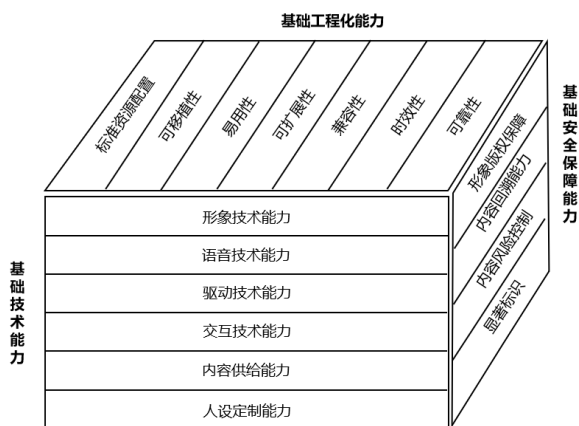 基础工程化能力
标准资源配置
可移植性
易用性
可扩展性
兼容性
时效性
可靠性
基础安全保障能力
形象版权保障
内容回溯能力
内容风险控制
显著标识
基础技术能力
形象技术能力
语音技术能力
驱动技术能力
交互技术能力
内容供给能力
人设定制能力